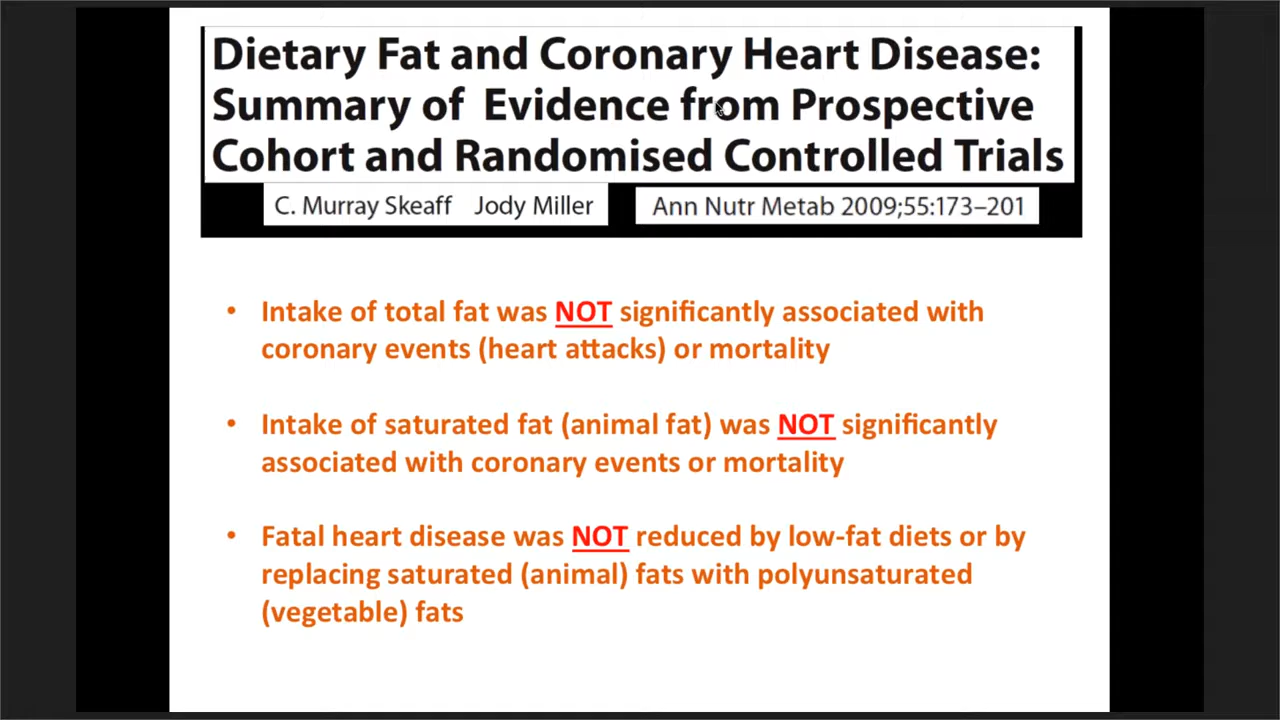 Dietary Fat and Coronary Heart Disease:
Summary of Evidence from Prospective
Cohort and Randomised Controlled Trials
C. Murray Skeaff Jody Miller Ann Nutr Metab 2009;55:173–201
• Intake of total fat was NOT significantly associated with
coronary events (heart attacks) or mortality
• Intake of saturated fat (animal fat) was NOT significantly
associated with coronary events or mortality
• Fatal heart disease was NOT reduced by low-fat diets or by
replacing saturated (animal) fats with polyunsaturated
(vegetable) fats